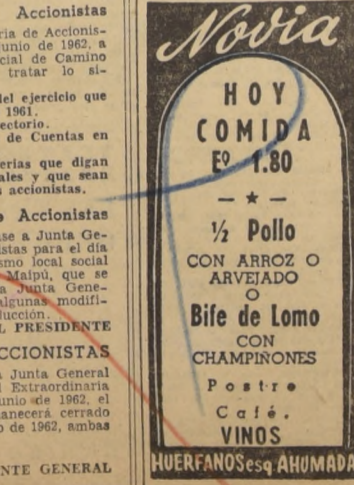 Accionistas
ria de Accionis-
unio de 1962, a
cial de Camino
tratar lo si-
del ejercicio que
1961.
ectorio.
de Cuentas en
erias que digan
ales y que sean
s accionistas.
o Accionistas
se a Junta Ge-
istas para el día
smo local social
Maipú, que se
a Junta Gene-
algunas modifi-
ducción.
L PRESIDENTE
CCIONISTAS
a Junta General
l Extraordinaria
unio de 1962, el
anecerá cerrado
o de 1962, ambas
NTE GENERAL
Novia
HOY
COMIDA
Eº 1.80
— ★ —
½ Pollo
CON ARROZ O
ARVEJADO
O
Bife de Lomo
CON
CHAMPIÑONES
Postre
Café.
VINOS
HUERFANOS esq. AHUMADA